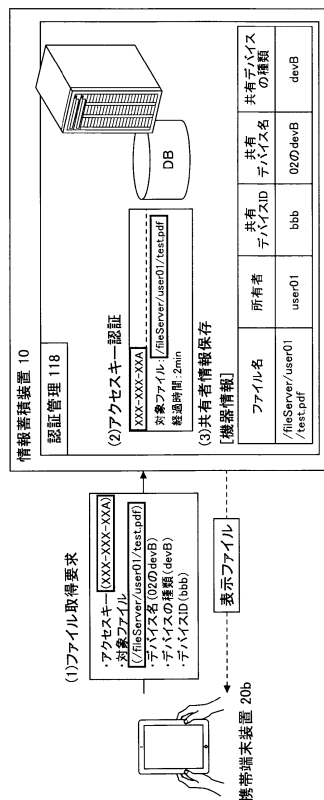 情報蓄積装置 10
認証管理 118
(1)ファイル取得要求
・アクセスキー(XXX-XXX-XXA)
・対象ファイル
(/fileServer/user01/test.pdf)
・デバイス名(02のdevB)
・デバイスの種類(devB)
・デバイスID(bbb)
(2)アクセスキー認証
XXX-XXX-XXA
対象ファイル:/fileServer/user01/test.pdf
経過時間:2min
DB
(3)共有者情報保存
[機器情報]
ファイル名
所有者
共有
デバイスID
共有
デバイス名
共有デバイス
の種類
/fileServer/user01
/test.pdf
user01
bbb
02のdevB
devB
表示ファイル
携帯端末装置 20b